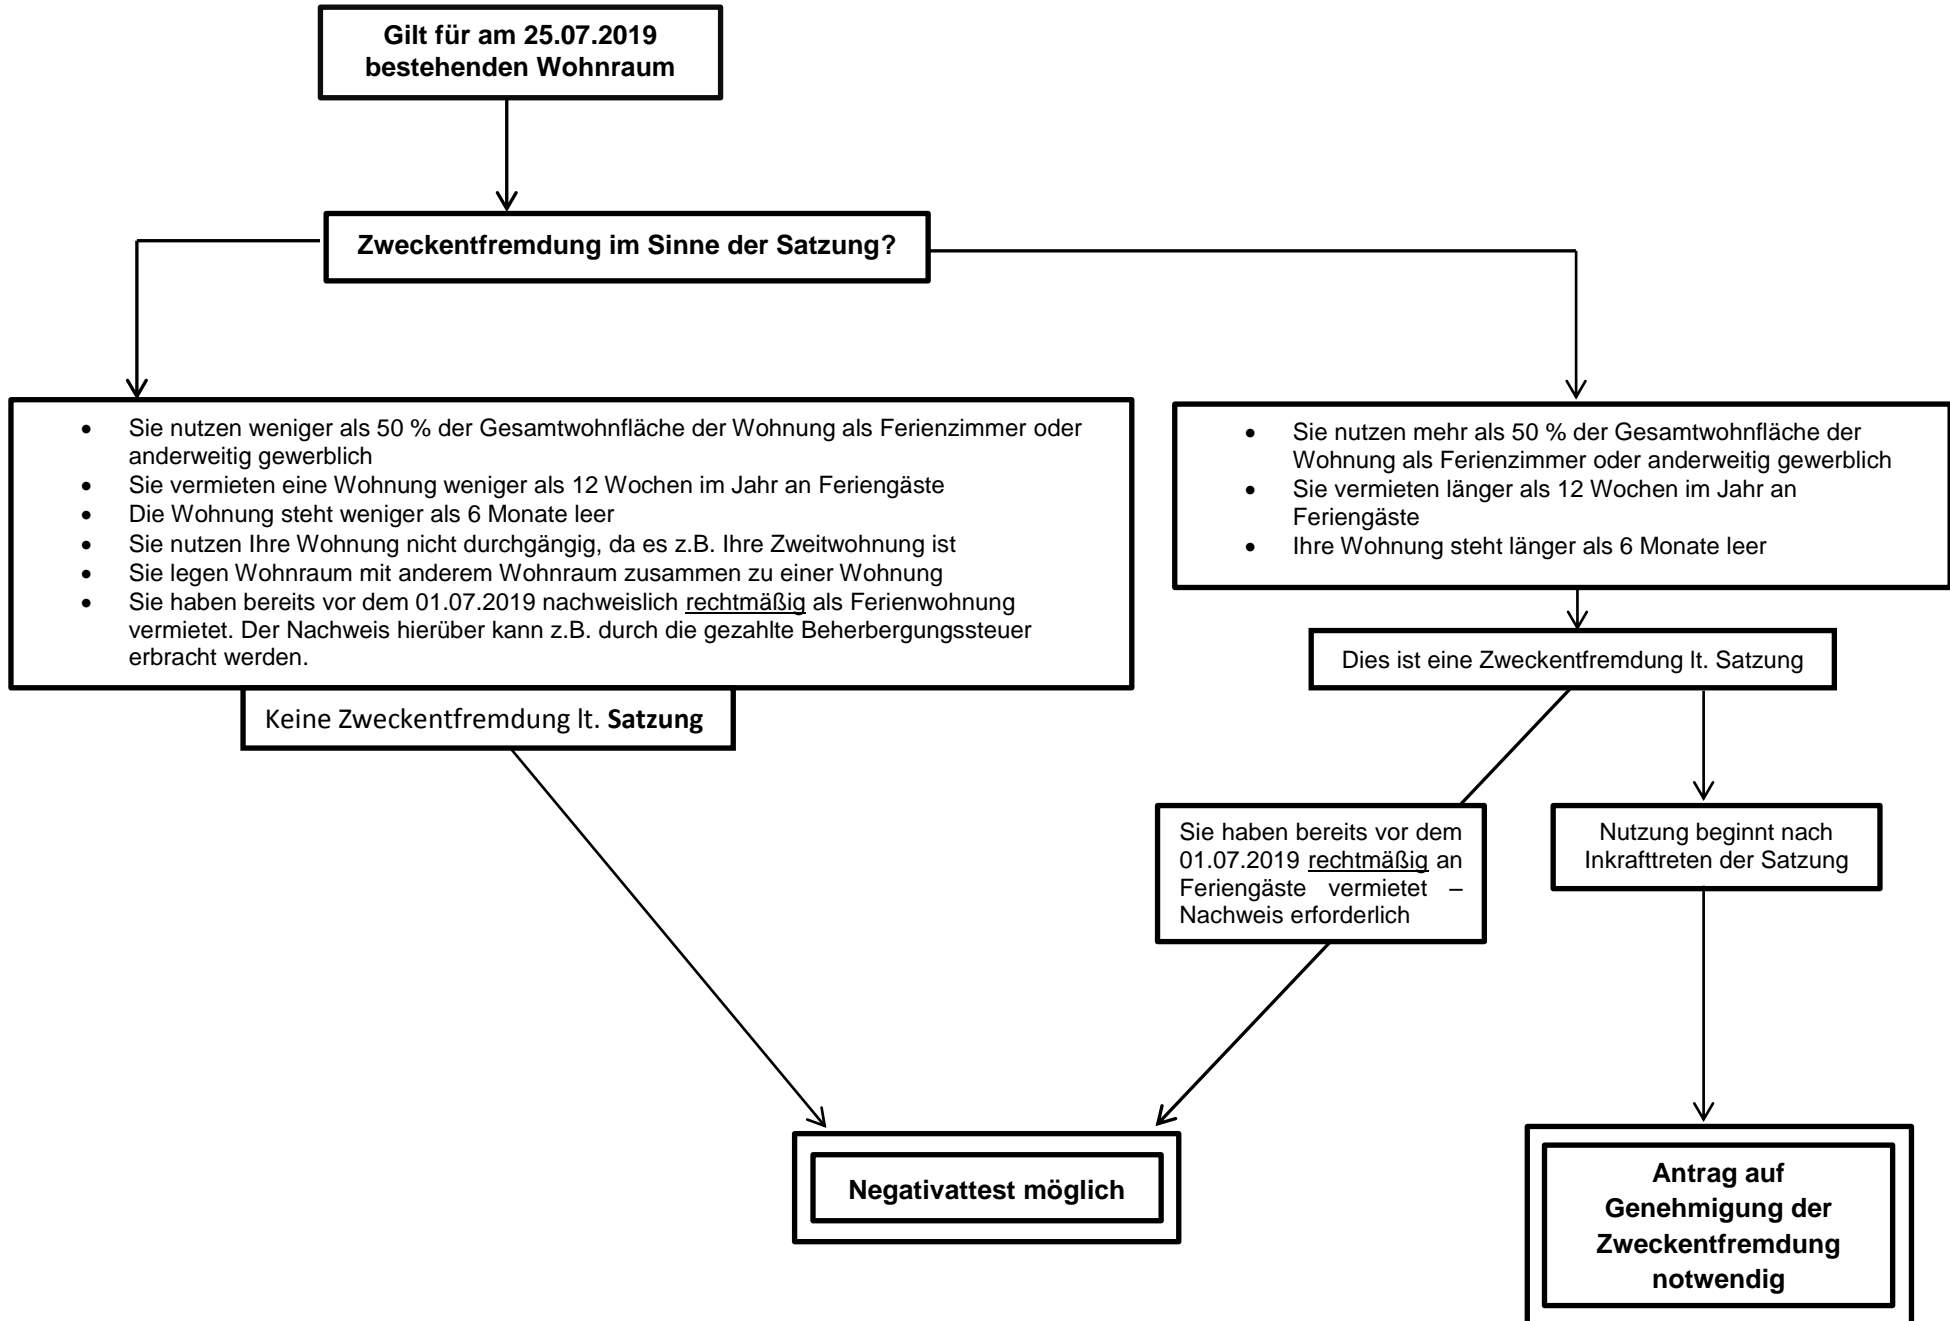 Gilt für am 25.07.2019
bestehenden Wohnraum
Zweckentfremdung im Sinne der Satzung?
• Sie nutzen weniger als 50 % der Gesamtwohnfläche der Wohnung als Ferienzimmer oder
anderweitig gewerblich
• Sie vermieten eine Wohnung weniger als 12 Wochen im Jahr an Feriengäste
• Die Wohnung steht weniger als 6 Monate leer
• Sie nutzen Ihre Wohnung nicht durchgängig, da es z.B. Ihre Zweitwohnung ist
• Sie legen Wohnraum mit anderem Wohnraum zusammen zu einer Wohnung
• Sie haben bereits vor dem 01.07.2019 nachweislich rechtmäßig als Ferienwohnung
vermietet. Der Nachweis hierüber kann z.B. durch die gezahlte Beherbergungssteuer
erbracht werden.
Keine Zweckentfremdung lt. Satzung
• Sie nutzen mehr als 50 % der Gesamtwohnfläche der
Wohnung als Ferienzimmer oder anderweitig gewerblich
• Sie vermieten länger als 12 Wochen im Jahr an
Feriengäste
• Ihre Wohnung steht länger als 6 Monate leer
Dies ist eine Zweckentfremdung lt. Satzung
Sie haben bereits vor dem
01.07.2019 rechtmäßig an
Feriengäste vermietet –
Nachweis erforderlich
Nutzung beginnt nach
Inkrafttreten der Satzung
Negativattest möglich
Antrag auf
Genehmigung der
Zweckentfremdung
notwendig